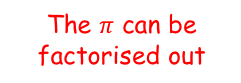 The π can be
factorised out